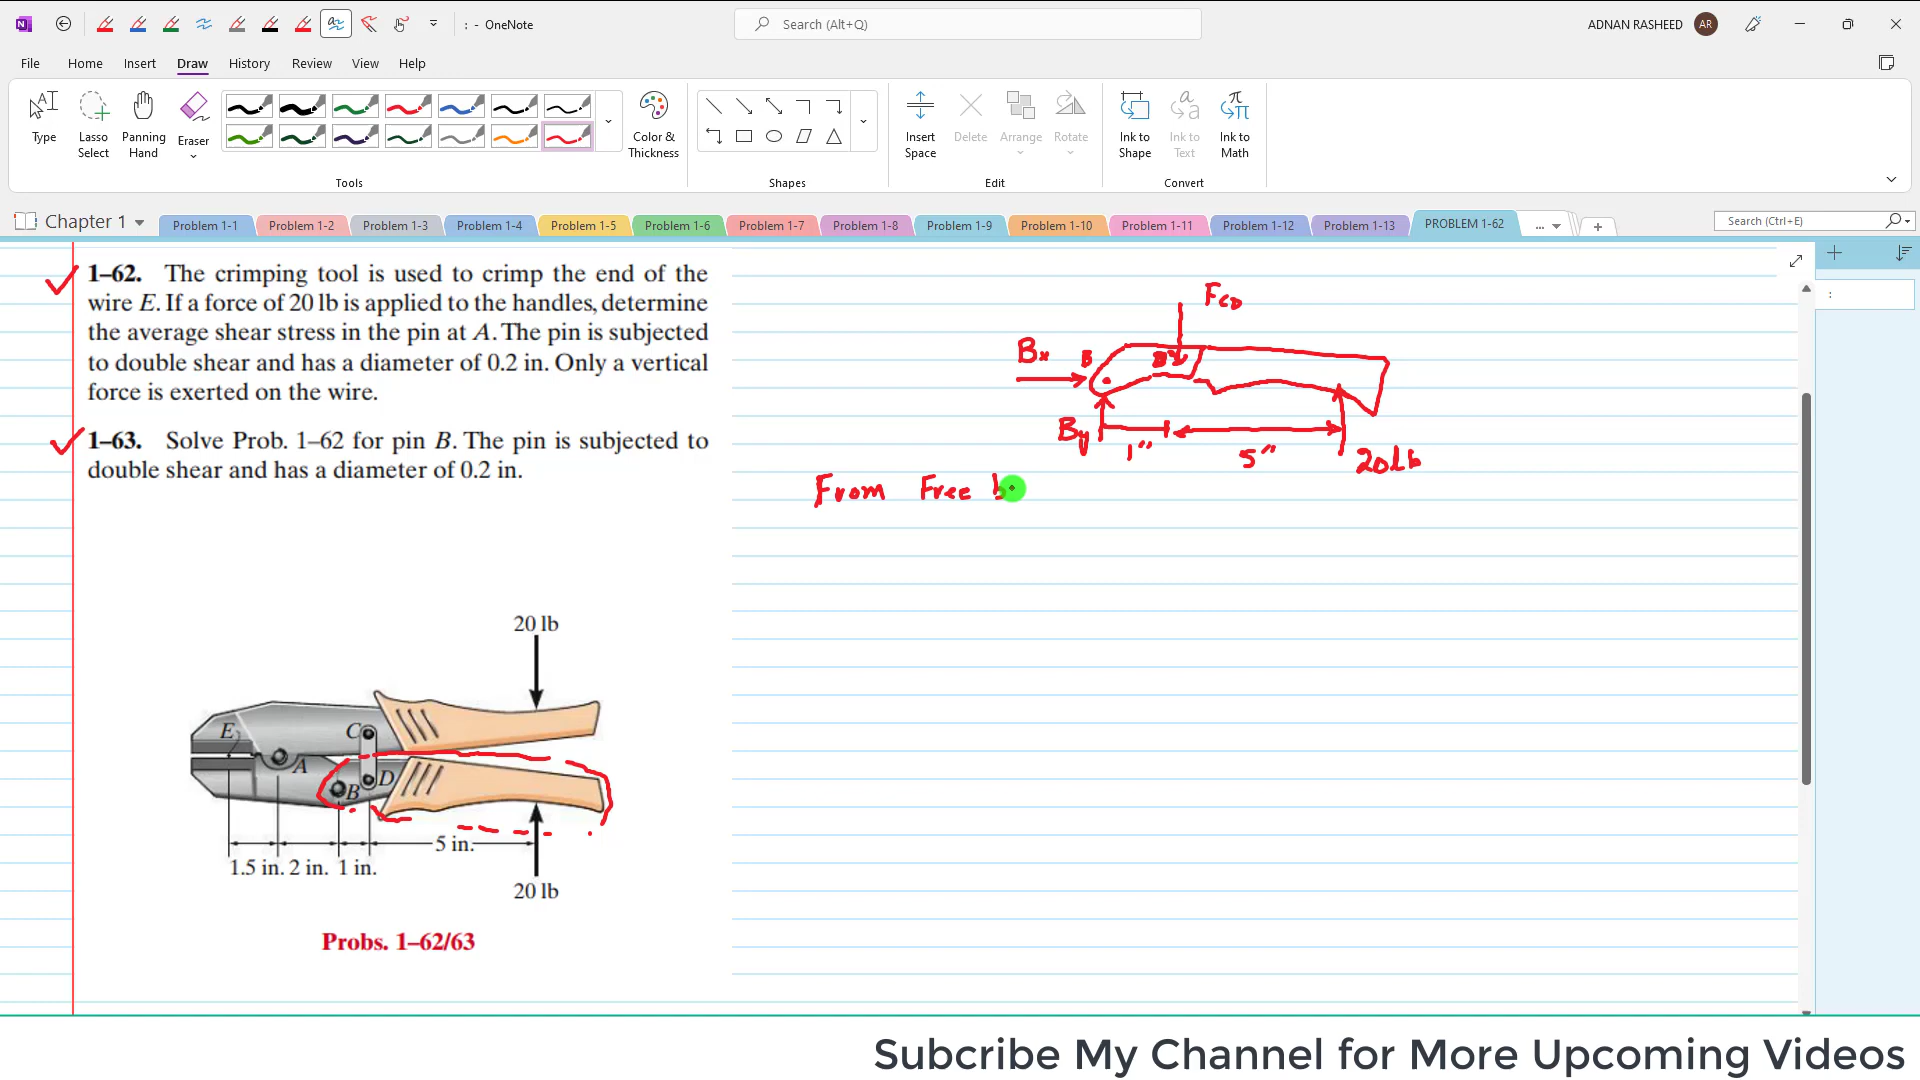 : - OneNote
Search (Alt+Q)
ADNAN RASHEED
AR
File
Home
Insert
Draw
History
Review
View
Help
Type
Lasso Select
Panning Hand
Eraser
Color & Thickness
Insert Space
Delete
Arrange
Rotate
Ink to Shape
Ink to Text
Ink to Math
Tools
Shapes
Edit
Convert
Chapter 1
Problem 1-1
Problem 1-2
Problem 1-3
Problem 1-4
Problem 1-5
Problem 1-6
Problem 1-7
Problem 1-8
Problem 1-9
Problem 1-10
Problem 1-11
Problem 1-12
Problem 1-13
PROBLEM 1-62
...
Search (Ctrl+E)
1–62. The crimping tool is used to crimp the end of the
wire E. If a force of 20 lb is applied to the handles, determine
the average shear stress in the pin at A. The pin is subjected
to double shear and has a diameter of 0.2 in. Only a vertical
force is exerted on the wire.
1–63. Solve Prob. 1–62 for pin B. The pin is subjected to
double shear and has a diameter of 0.2 in.
20 lb
E
C
A
B
D
5 in.
1.5 in. 2 in. 1 in.
20 lb
Probs. 1–62/63
FCD
Bx
B
By
1"
5"
20lb
From Free b
Subcribe My Channel for More Upcoming Videos